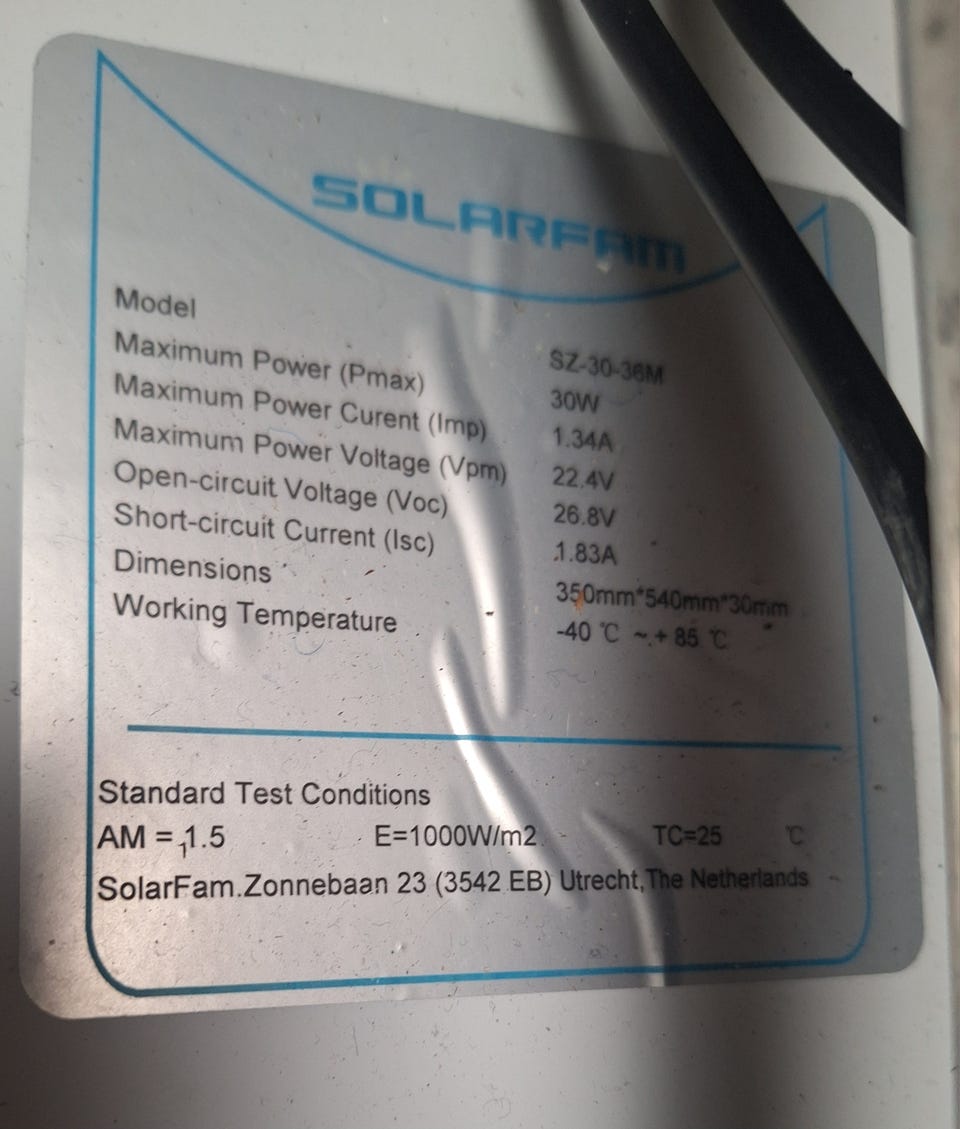 SOLARFAM
Model SZ-30-36M
Maximum Power (Pmax) 30W
Maximum Power Curent (Imp) 1.34A
Maximum Power Voltage (Vpm) 22.4V
Open-circuit Voltage (Voc) 26.8V
Short-circuit Current (Isc) 1.83A
Dimensions 350mm*540mm*30mm
Working Temperature -40 ℃ ~ + 85 ℃
Standard Test Conditions
AM = 1.5 E=1000W/m2 TC=25 ℃
SolarFam.Zonnebaan 23 (3542 EB) Utrecht,The Netherlands